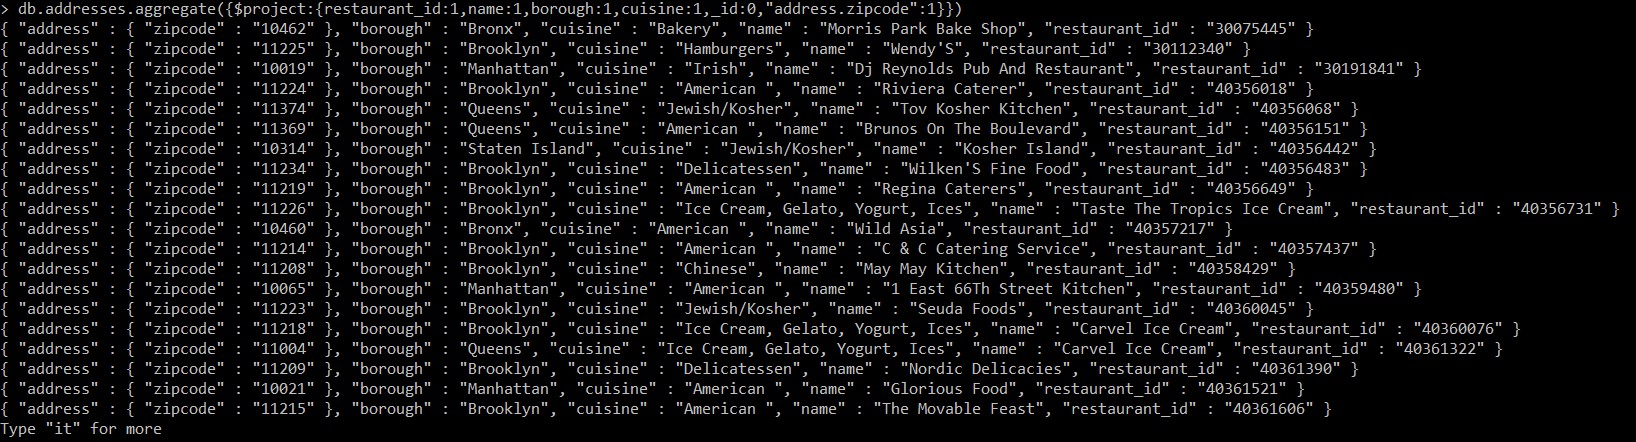 > db.addresses.aggregate({$project:{restaurant_id:1,name:1,borough:1,cuisine:1,_id:0,"address.zipcode":1}})
{ "address" : { "zipcode" : "10462" }, "borough" : "Bronx", "cuisine" : "Bakery", "name" : "Morris Park Bake Shop", "restaurant_id" : "30075445" }
{ "address" : { "zipcode" : "11225" }, "borough" : "Brooklyn", "cuisine" : "Hamburgers", "name" : "Wendy'S", "restaurant_id" : "30112340" }
{ "address" : { "zipcode" : "10019" }, "borough" : "Manhattan", "cuisine" : "Irish", "name" : "Dj Reynolds Pub And Restaurant", "restaurant_id" : "30191841" }
{ "address" : { "zipcode" : "11224" }, "borough" : "Brooklyn", "cuisine" : "American ", "name" : "Riviera Caterer", "restaurant_id" : "40356018" }
{ "address" : { "zipcode" : "11374" }, "borough" : "Queens", "cuisine" : "Jewish/Kosher", "name" : "Tov Kosher Kitchen", "restaurant_id" : "40356068" }
{ "address" : { "zipcode" : "11369" }, "borough" : "Queens", "cuisine" : "American ", "name" : "Brunos On The Boulevard", "restaurant_id" : "40356151" }
{ "address" : { "zipcode" : "10314" }, "borough" : "Staten Island", "cuisine" : "Jewish/Kosher", "name" : "Kosher Island", "restaurant_id" : "40356442" }
{ "address" : { "zipcode" : "11234" }, "borough" : "Brooklyn", "cuisine" : "Delicatessen", "name" : "Wilken'S Fine Food", "restaurant_id" : "40356483" }
{ "address" : { "zipcode" : "11219" }, "borough" : "Brooklyn", "cuisine" : "American ", "name" : "Regina Caterers", "restaurant_id" : "40356649" }
{ "address" : { "zipcode" : "11226" }, "borough" : "Brooklyn", "cuisine" : "Ice Cream, Gelato, Yogurt, Ices", "name" : "Taste The Tropics Ice Cream", "restaurant_id" : "40356731" }
{ "address" : { "zipcode" : "10460" }, "borough" : "Bronx", "cuisine" : "American ", "name" : "Wild Asia", "restaurant_id" : "40357217" }
{ "address" : { "zipcode" : "11214" }, "borough" : "Brooklyn", "cuisine" : "American ", "name" : "C & C Catering Service", "restaurant_id" : "40357437" }
{ "address" : { "zipcode" : "11208" }, "borough" : "Brooklyn", "cuisine" : "Chinese", "name" : "May May Kitchen", "restaurant_id" : "40358429" }
{ "address" : { "zipcode" : "10065" }, "borough" : "Manhattan", "cuisine" : "American ", "name" : "1 East 66Th Street Kitchen", "restaurant_id" : "40359480" }
{ "address" : { "zipcode" : "11223" }, "borough" : "Brooklyn", "cuisine" : "Jewish/Kosher", "name" : "Seuda Foods", "restaurant_id" : "40360045" }
{ "address" : { "zipcode" : "11218" }, "borough" : "Brooklyn", "cuisine" : "Ice Cream, Gelato, Yogurt, Ices", "name" : "Carvel Ice Cream", "restaurant_id" : "40360076" }
{ "address" : { "zipcode" : "11004" }, "borough" : "Queens", "cuisine" : "Ice Cream, Gelato, Yogurt, Ices", "name" : "Carvel Ice Cream", "restaurant_id" : "40361322" }
{ "address" : { "zipcode" : "11209" }, "borough" : "Brooklyn", "cuisine" : "Delicatessen", "name" : "Nordic Delicacies", "restaurant_id" : "40361390" }
{ "address" : { "zipcode" : "10021" }, "borough" : "Manhattan", "cuisine" : "American ", "name" : "Glorious Food", "restaurant_id" : "40361521" }
{ "address" : { "zipcode" : "11215" }, "borough" : "Brooklyn", "cuisine" : "American ", "name" : "The Movable Feast", "restaurant_id" : "40361606" }
Type "it" for more